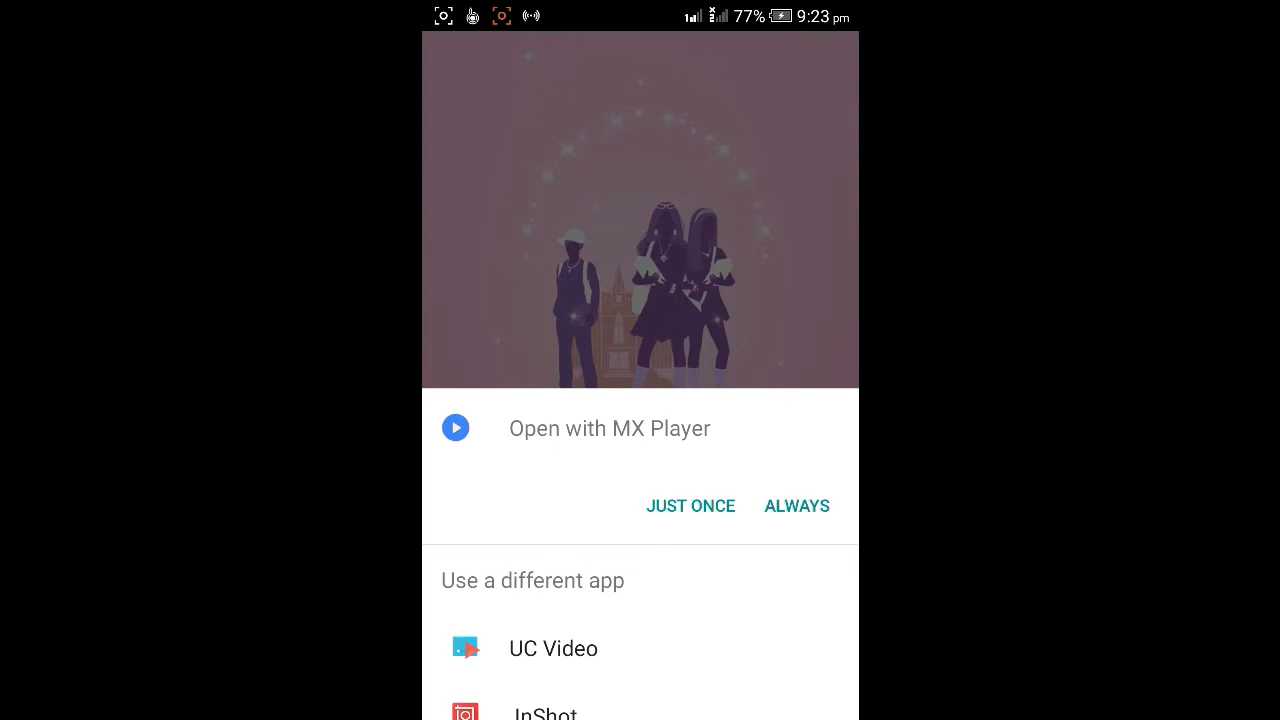 77% 9:23 pm
Open with MX Player
JUST ONCE ALWAYS
Use a different app
UC Video
InShot